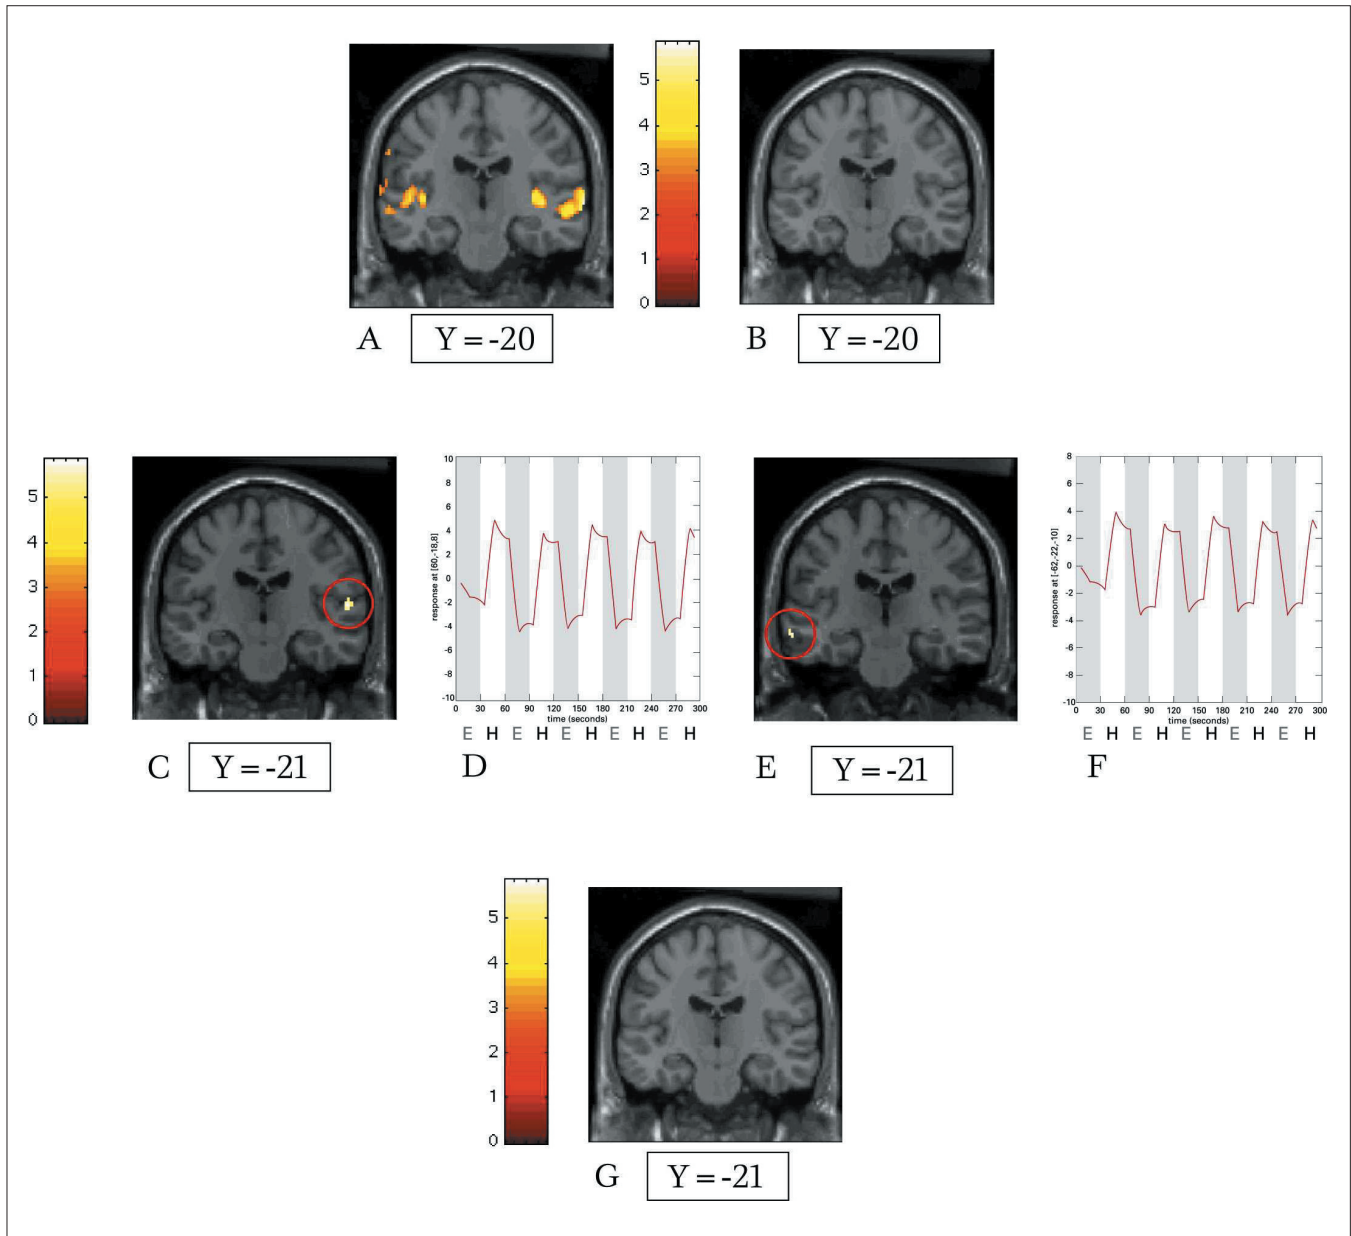 5
4
3
2
1
0
A Y = -20
B Y = -20
5
4
3
2
1
0
C Y = -21
response at [60,-18,8]
10
8
6
4
2
0
-2
-4
-6
-8
-10
0 30 60 90 120 150 180 210 240 270 300
time (seconds)
E H E H E H E H E H
D
E Y = -21
response at [-62,-22,-10]
8
6
4
2
0
-2
-4
-6
-8
-10
0 30 60 90 120 150 180 210 240 270 300
time (seconds)
E H E H E H E H E H
F
5
4
3
2
1
0
G Y = -21